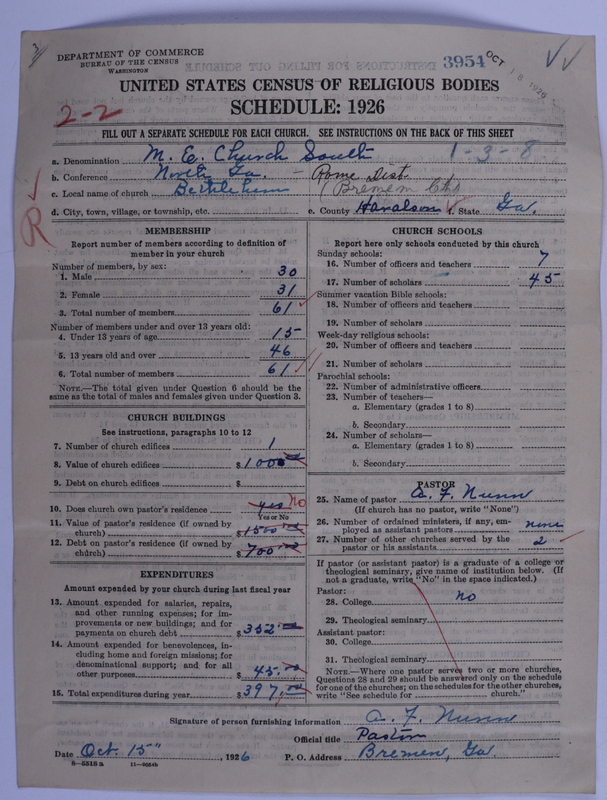 DEPARTMENT OF COMMERCE
BUREAU OF THE CENSUS
WASHINGTON
3954
OCT 18 1926
UNITED STATES CENSUS OF RELIGIOUS BODIES
SCHEDULE: 1926
2-2
FILL OUT A SEPARATE SCHEDULE FOR EACH CHURCH. SEE INSTRUCTIONS ON THE BACK OF THIS SHEET
a. Denomination M. E. Church South 1-3-8
b. Conference North Ga. - Rome Dist
c. Local name of church Bethlehem (Bremen
d. City, town, village, or township, etc. e. County Haralson f. State Ga.
R
MEMBERSHIP
Report number of members according to definition of member in your church
Number of members, by sex:
1. Male 30
2. Female 31
3. Total number of members 61
Number of members under and over 13 years old:
4. Under 13 years of age 15
5. 13 years old and over 46
6. Total number of members 61
NOTE.—The total given under Question 6 should be the same as the total of males and females given under Question 3.
CHURCH BUILDINGS
See instructions, paragraphs 10 to 12
7. Number of church edifices 1
8. Value of church edifices $1000
9. Debt on church edifices $
10. Does church own pastor's residence yes No
Yes or No
11. Value of pastor's residence (if owned by
church) $1500
12. Debt on pastor's residence (if owned by
church) $700
EXPENDITURES
Amount expended by your church during last fiscal year
13. Amount expended for salaries, repairs,
and other running expenses; for im-
provements or new buildings; and for
payments on church debt $352
14. Amount expended for benevolences, in-
cluding home and foreign missions; for
denominational support; and for all
other purposes $45.00
15. Total expenditures during year $397.00
CHURCH SCHOOLS
Report here only schools conducted by this church
Sunday schools:
16. Number of officers and teachers 7
17. Number of scholars 45
Summer vacation Bible schools:
18. Number of officers and teachers
19. Number of scholars
Week-day religious schools:
20. Number of officers and teachers
21. Number of scholars
Parochial schools:
22. Number of administrative officers
23. Number of teachers—
a. Elementary (grades 1 to 8)
b. Secondary
24. Number of scholars—
a. Elementary (grades 1 to 8)
b. Secondary
PASTOR
25. Name of pastor A. F. Nunn
(If church has no pastor, write "None")
26. Number of ordained ministers, if any, em-
ployed as assistant pastors none
27. Number of other churches served by the
pastor or his assistants 2
If pastor (or assistant pastor) is a graduate of a college or
theological seminary, give name of institution below. (If
not a graduate, write "No" in the space indicated.)
Pastor:
28. College No
29. Theological seminary
Assistant pastor:
30. College
31. Theological seminary
NOTE.—Where one pastor serves two or more churches,
Questions 28 and 29 should be answered only on the schedule
for one of the churches; on the schedules for the other churches,
write "See schedule for church."
Signature of person furnishing information A. F. Nunn
Official title Pastor
Date Oct. 15", 1926 P. O. Address Bremen, Ga.
8—5518a 11—9554b